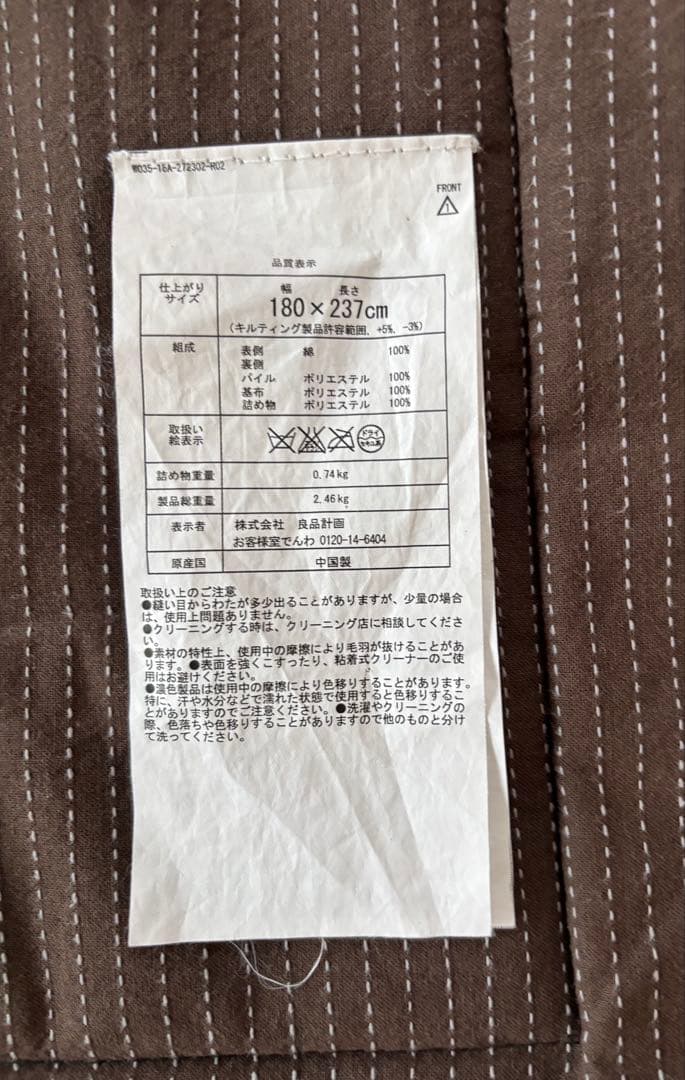 W035-15A-272302-R02
FRONT
1
品質表示
仕上がり 幅 長さ
サイズ 180×237cm
(キルティング製品許容範囲、+5%、-3%)
組成 表側 綿 100%
裏側
パイル ポリエステル 100%
基布 ポリエステル 100%
詰め物 ポリエステル 100%
取扱い
絵表示 ドライ
セキユ系
詰め物重量 0.74kg
製品総重量 2.46kg
表示者 株式会社 良品計画
お客様室でんわ 0120-14-6404
原産国 中国製
取扱い上のご注意
●縫い目からわたが多少出ることがありますが、少量の場合
は、使用上問題ありません。
●クリーニングする時は、クリーニング店に相談してくださ
い。
●素材の特性上、使用中の摩擦により毛羽が抜けることがあ
ります。●表面を強くこすったり、粘着式クリーナーのご使
用はお避けください。
●濃色製品は使用中の摩擦により色移りすることがあります。
特に、汗や水分などで濡れた状態で使用すると色移りするこ
とがありますのでご注意ください。●洗濯やクリーニングの
際、色落ちや色移りすることがありますので他のものと分け
て洗ってください。